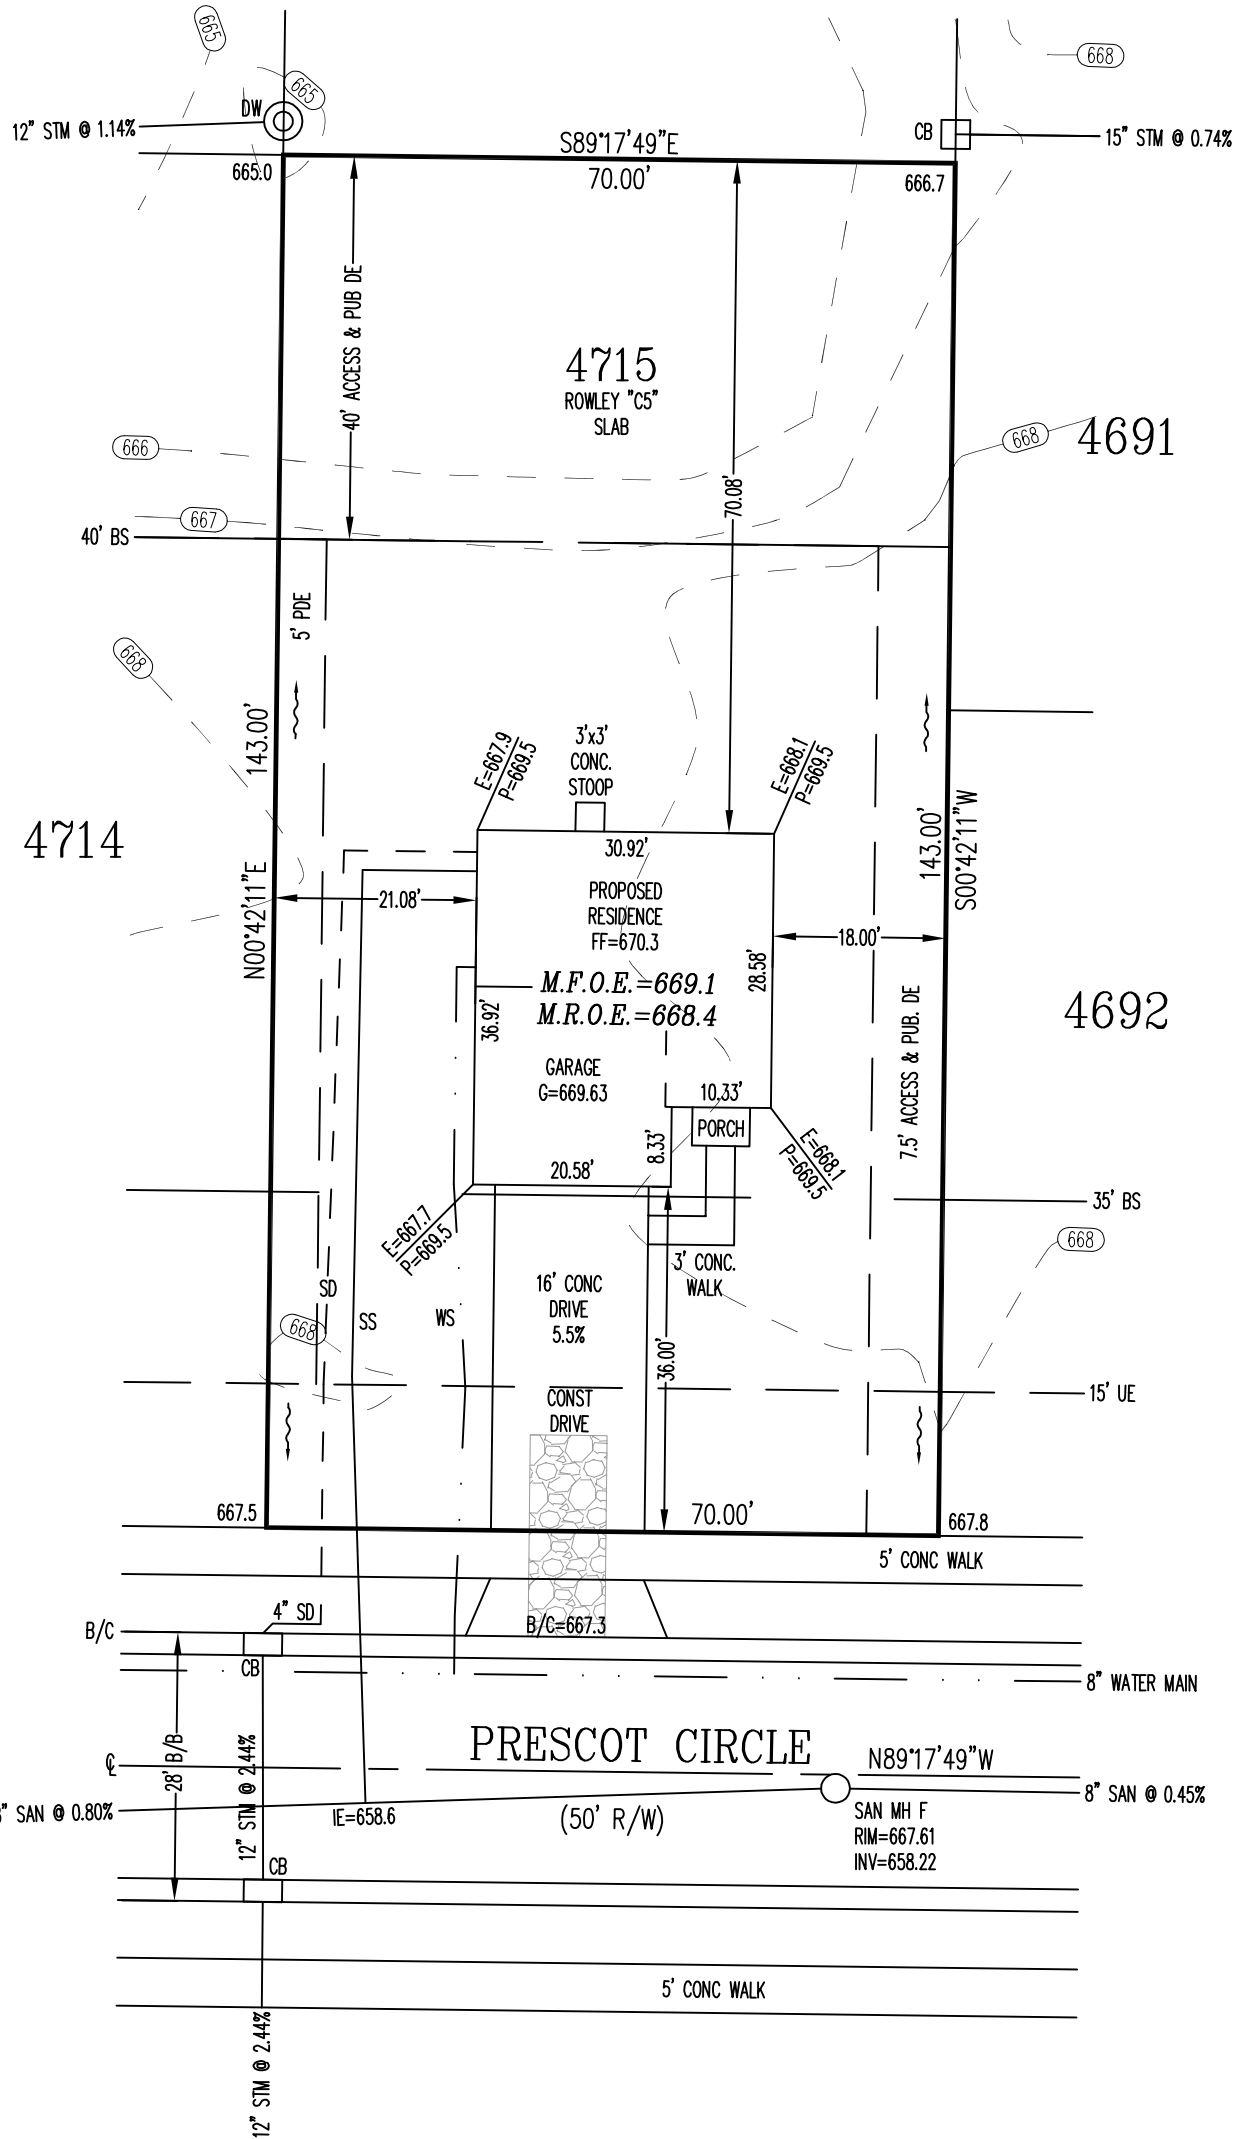 665
665
668
DW
CB
12" STM @ 1.14%
15" STM @ 0.74%
S89°17'49"E
70.00'
665.0
666.7
40' ACCESS & PUB DE
4715
ROWLEY "C5"
SLAB
666
668
4691
70.08'
667
40' BS
5' PDE
668
143.00'
N00°42'11"E
3'x3'
CONC.
STOOP
E=667.9
P=669.5
E=668.1
P=669.5
143.00'
S00°42'11"W
4714
30.92'
21.08'
PROPOSED
RESIDENCE
FF=670.3
18.00'
28.58'
M.F.O.E.=669.1
M.R.O.E.=668.4
36.92'
4692
7.5' ACCESS & PUB. DE
GARAGE
G=669.63
10.33'
PORCH
8.33'
20.58'
E=668.1
P=669.5
35' BS
E=667.7
P=669.5
668
3' CONC.
WALK
SD
SS
WS
668
16' CONC
DRIVE
5.5%
36.00'
15' UE
CONST
DRIVE
667.5
70.00'
667.8
5' CONC WALK
4" SD
B/C
B/C=667.3
CB
8" WATER MAIN
28' B/B
12" STM @ 2.44%
PRESCOT CIRCLE
N89°17'49"W
℄
" SAN @ 0.80%
IE=658.6
(50' R/W)
8" SAN @ 0.45%
SAN MH F
RIM=667.61
INV=658.22
CB
5' CONC WALK
12" STM @ 2.44%